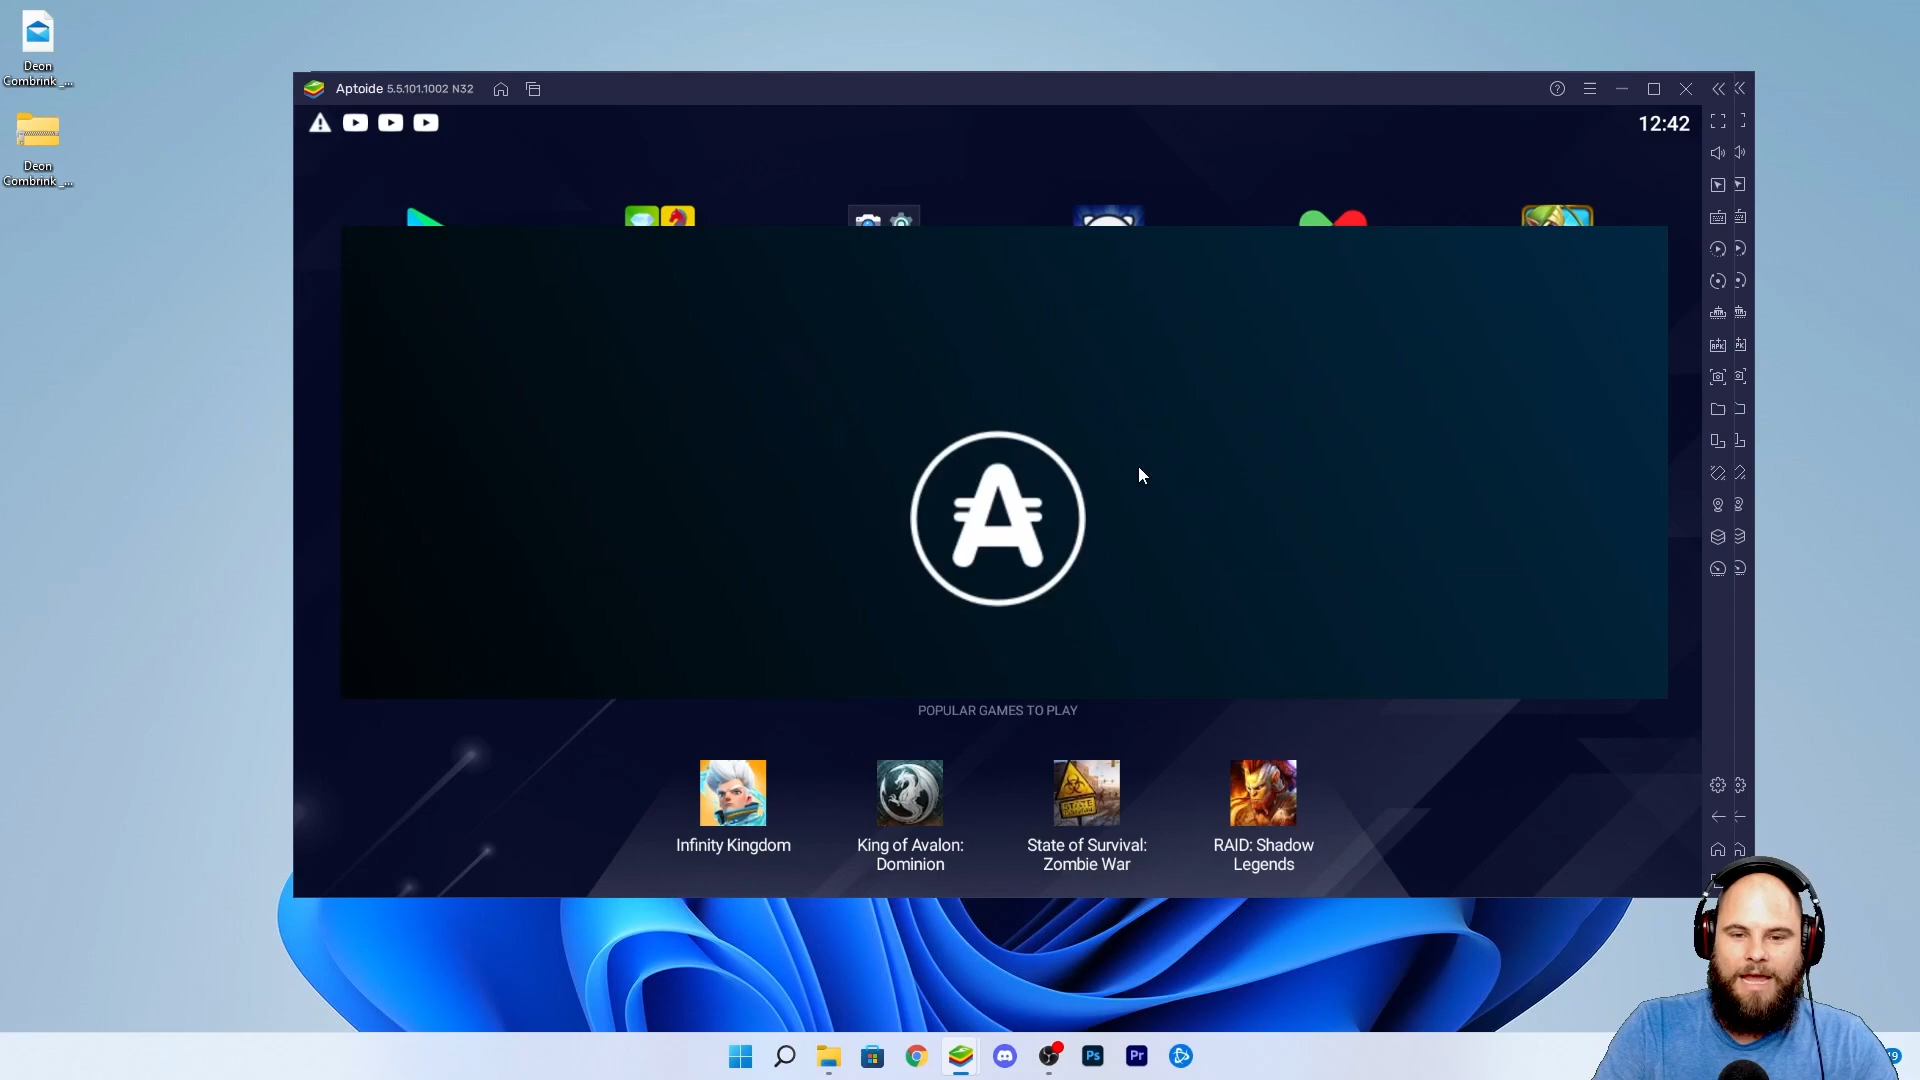 Deon
Combrink_...
Deon
Combrink_...
Aptoide 5.5.101.1002 N32
12:42
POPULAR GAMES TO PLAY
Infinity Kingdom
King of Avalon:
Dominion
State of Survival:
Zombie War
RAID: Shadow
Legends
Ps
Pr